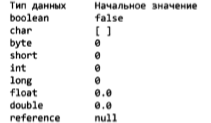 Тип данных Начальное значение
boolean false
char [ ]
byte 0
short 0
int 0
long 0
float 0.0
double 0.0
reference null